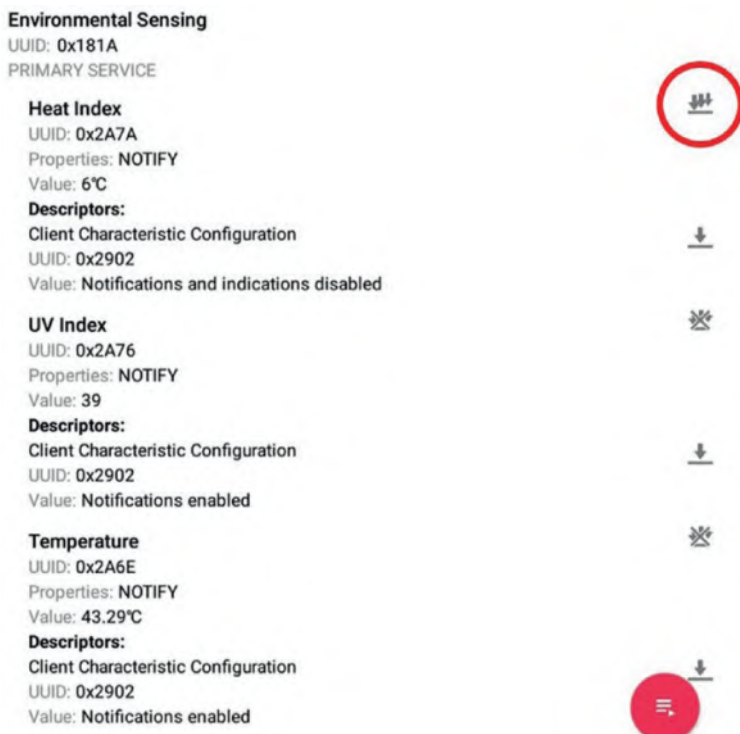 Environmental Sensing
UUID: 0x181A
PRIMARY SERVICE
Heat Index
UUID: 0x2A7A
Properties: NOTIFY
Value: 6°C
Descriptors:
Client Characteristic Configuration
UUID: 0x2902
Value: Notifications and indications disabled
UV Index
UUID: 0x2A76
Properties: NOTIFY
Value: 39
Descriptors:
Client Characteristic Configuration
UUID: 0x2902
Value: Notifications enabled
Temperature
UUID: 0x2A6E
Properties: NOTIFY
Value: 43.29°C
Descriptors:
Client Characteristic Configuration
UUID: 0x2902
Value: Notifications enabled